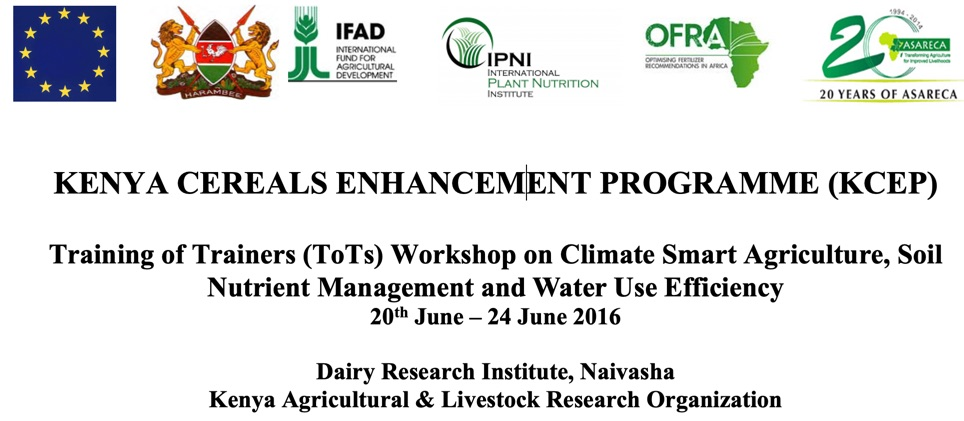 HARAMBEE
IFAD
INTERNATIONAL
FUND FOR
AGRICULTURAL
DEVELOPMENT
IPNI
INTERNATIONAL
PLANT NUTRITION
INSTITUTE
OFRA
OPTIMISING FERTILIZER
RECOMMENDATIONS IN AFRICA
1994 - 2014
20
ASARECA
Transforming Agriculture
for Improved Livelihoods
20 YEARS OF ASARECA
KENYA CEREALS ENHANCEMENT PROGRAMME (KCEP)
Training of Trainers (ToTs) Workshop on Climate Smart Agriculture, Soil
Nutrient Management and Water Use Efficiency
20th June – 24 June 2016
Dairy Research Institute, Naivasha
Kenya Agricultural & Livestock Research Organization